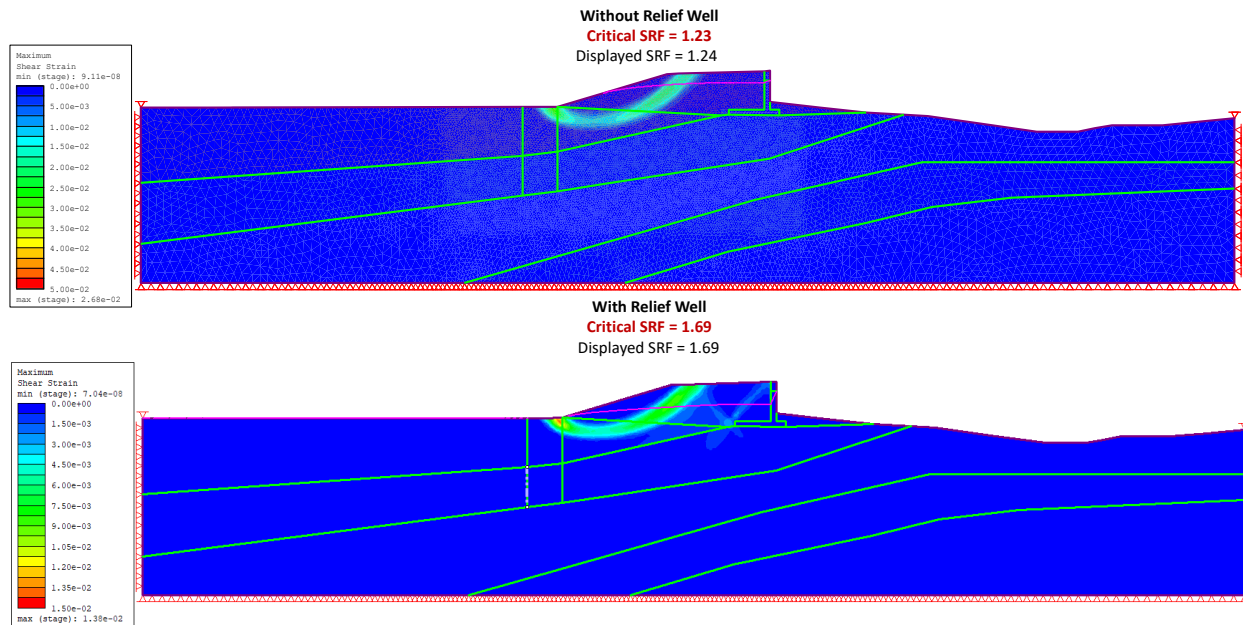 Without Relief Well
Critical SRF = 1.23
Displayed SRF = 1.24
Maximum
Shear Strain
min (stage): 9.11e-08
0.00e+00
5.00e-03
1.00e-02
1.50e-02
2.00e-02
2.50e-02
3.00e-02
3.50e-02
4.00e-02
4.50e-02
5.00e-02
max (stage): 2.68e-02
With Relief Well
Critical SRF = 1.69
Displayed SRF = 1.69
Maximum
Shear Strain
min (stage): 7.04e-08
0.00e+00
1.50e-03
3.00e-03
4.50e-03
6.00e-03
7.50e-03
9.00e-03
1.05e-02
1.20e-02
1.35e-02
1.50e-02
max (stage): 1.38e-02